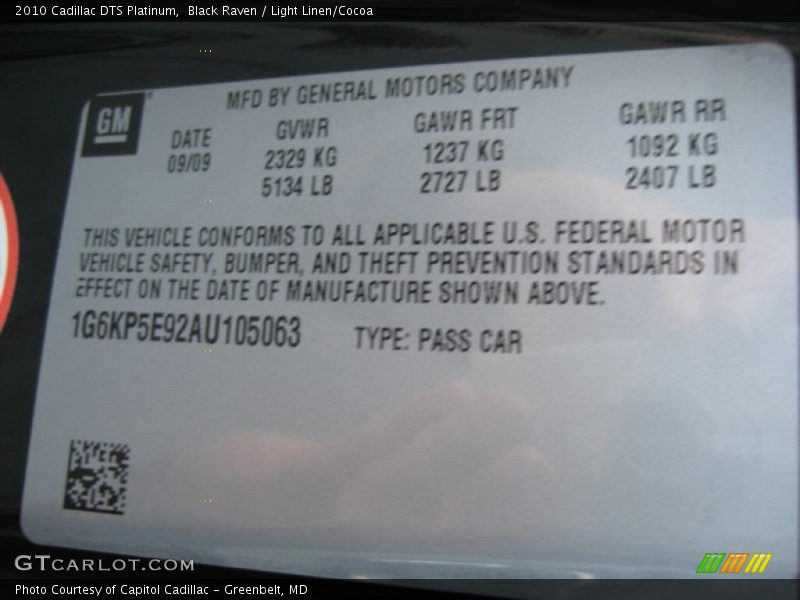 2010 Cadillac DTS Platinum, Black Raven / Light Linen/Cocoa
GM
MFD BY GENERAL MOTORS COMPANY
DATE GVWR GAWR FRT GAWR RR
09/09 2329 KG 1237 KG 1092 KG
5134 LB 2727 LB 2407 LB
THIS VEHICLE CONFORMS TO ALL APPLICABLE U.S. FEDERAL MOTOR
VEHICLE SAFETY, BUMPER, AND THEFT PREVENTION STANDARDS IN
EFFECT ON THE DATE OF MANUFACTURE SHOWN ABOVE.
1G6KP5E92AU105063 TYPE: PASS CAR
GTCARLOT.COM
Photo Courtesy of Capitol Cadillac - Greenbelt, MD